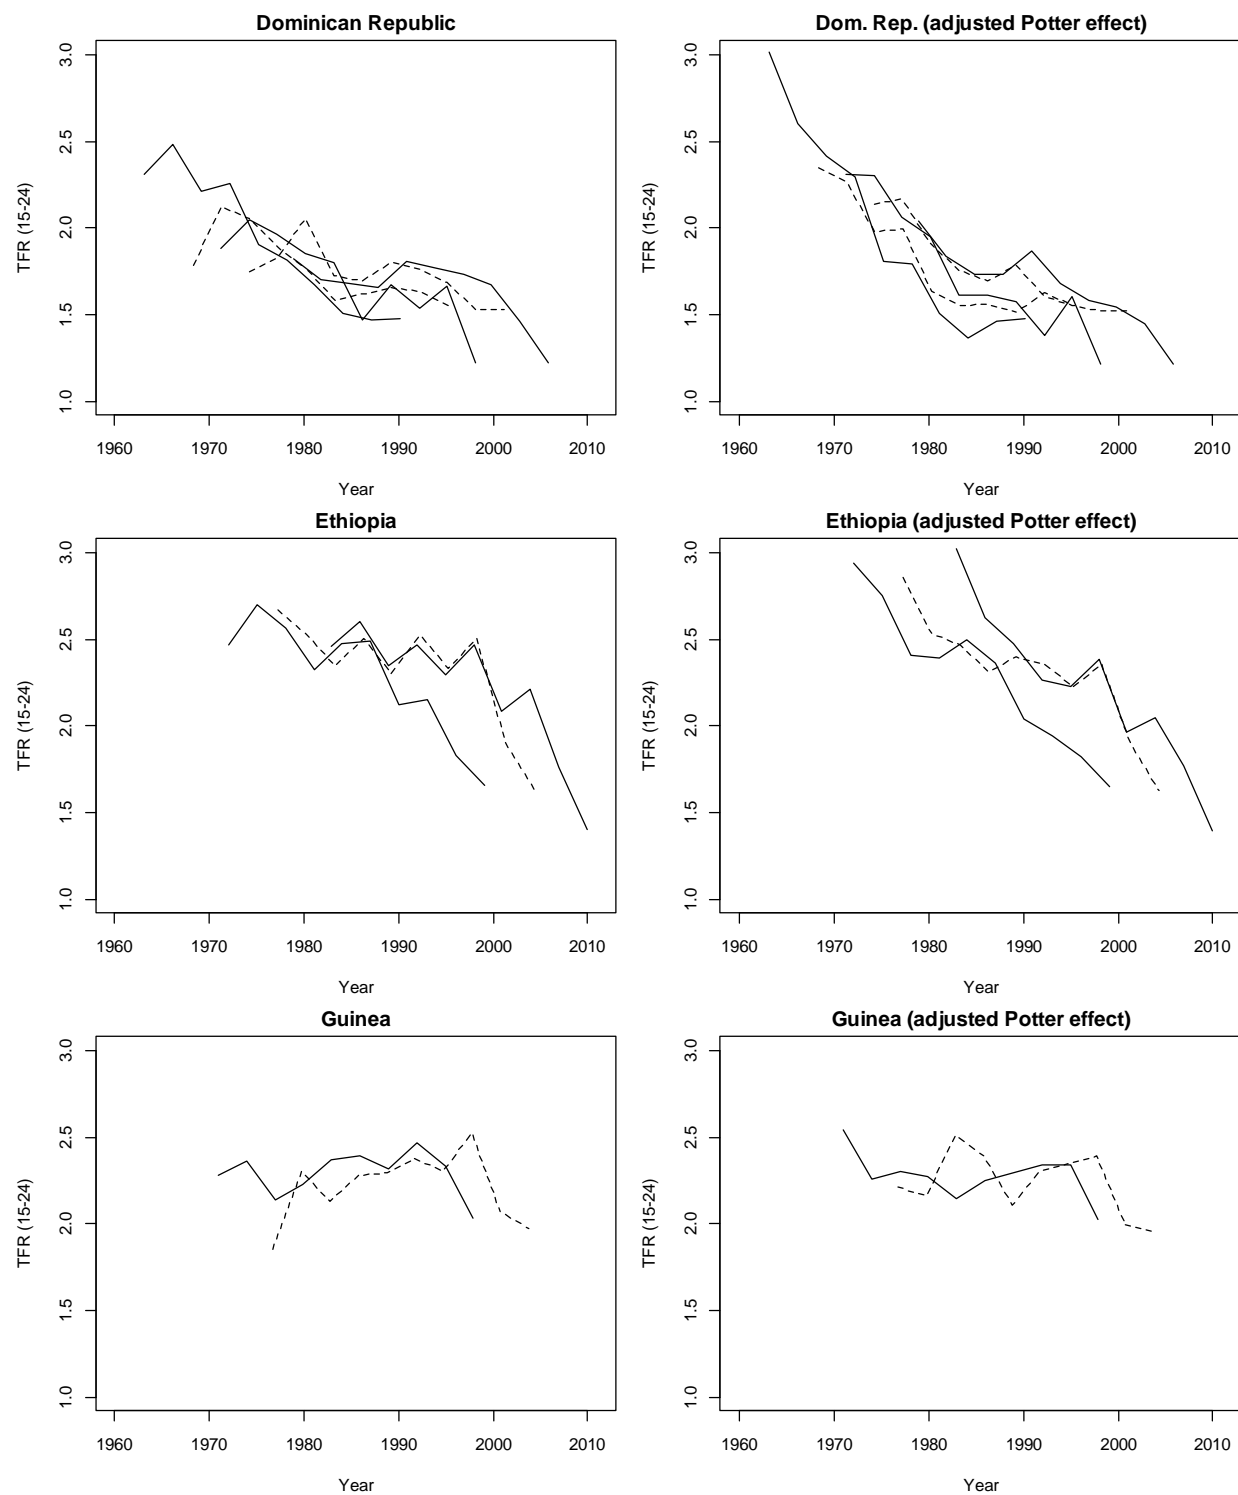 Dominican Republic
TFR (15-24)
3.0
2.5
2.0
1.5
1.0
1960 1970 1980 1990 2000 2010
Year
Dom. Rep. (adjusted Potter effect)
TFR (15-24)
3.0
2.5
2.0
1.5
1.0
1960 1970 1980 1990 2000 2010
Year
Ethiopia
TFR (15-24)
3.0
2.5
2.0
1.5
1.0
1960 1970 1980 1990 2000 2010
Year
Ethiopia (adjusted Potter effect)
TFR (15-24)
3.0
2.5
2.0
1.5
1.0
1960 1970 1980 1990 2000 2010
Year
Guinea
TFR (15-24)
3.0
2.5
2.0
1.5
1.0
1960 1970 1980 1990 2000 2010
Year
Guinea (adjusted Potter effect)
TFR (15-24)
3.0
2.5
2.0
1.5
1.0
1960 1970 1980 1990 2000 2010
Year